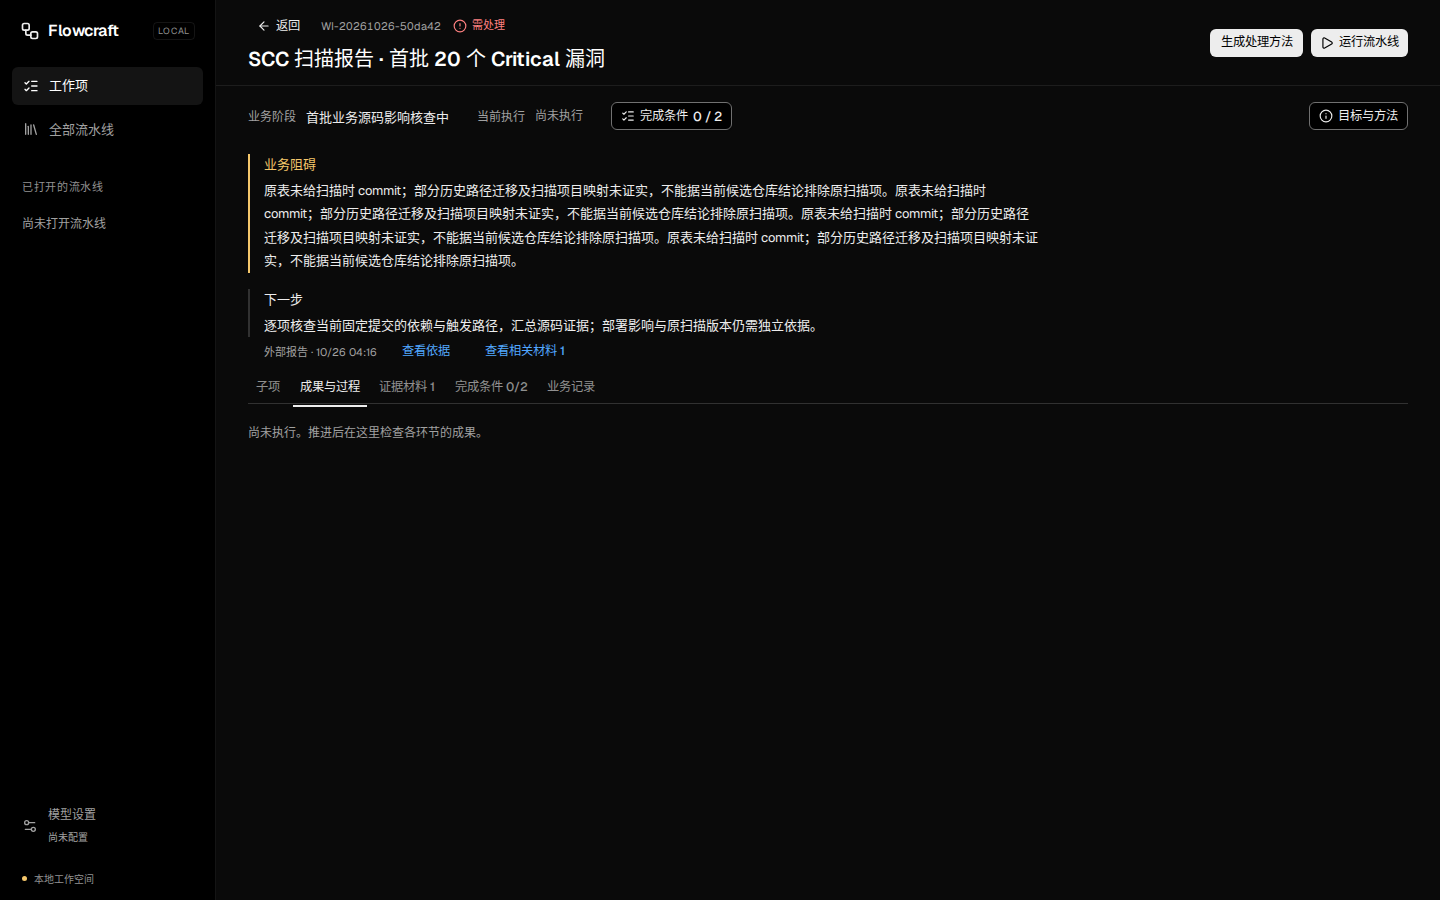 Flowcraft
LOCAL
工作项
全部流水线
已打开的流水线
尚未打开流水线
模型设置
尚未配置
本地工作空间
返回
WI-20261026-50da42
需处理
SCC 扫描报告 · 首批 20 个 Critical 漏洞
生成处理方法
运行流水线
业务阶段
首批业务源码影响核查中
当前执行
尚未执行
完成条件 0 / 2
目标与方法
业务阻碍
原表未给扫描时 commit；部分历史路径迁移及扫描项目映射未证实，不能据当前候选仓库结论排除原扫描项。原表未给扫描时
commit；部分历史路径迁移及扫描项目映射未证实，不能据当前候选仓库结论排除原扫描项。原表未给扫描时 commit；部分历史路径
迁移及扫描项目映射未证实，不能据当前候选仓库结论排除原扫描项。原表未给扫描时 commit；部分历史路径迁移及扫描项目映射未证
实，不能据当前候选仓库结论排除原扫描项。
下一步
逐项核查当前固定提交的依赖与触发路径，汇总源码证据；部署影响与原扫描版本仍需独立依据。
外部报告 · 10/26 04:16
查看依据
查看相关材料 1
子项
成果与过程
证据材料 1
完成条件 0/2
业务记录
尚未执行。推进后在这里检查各环节的成果。